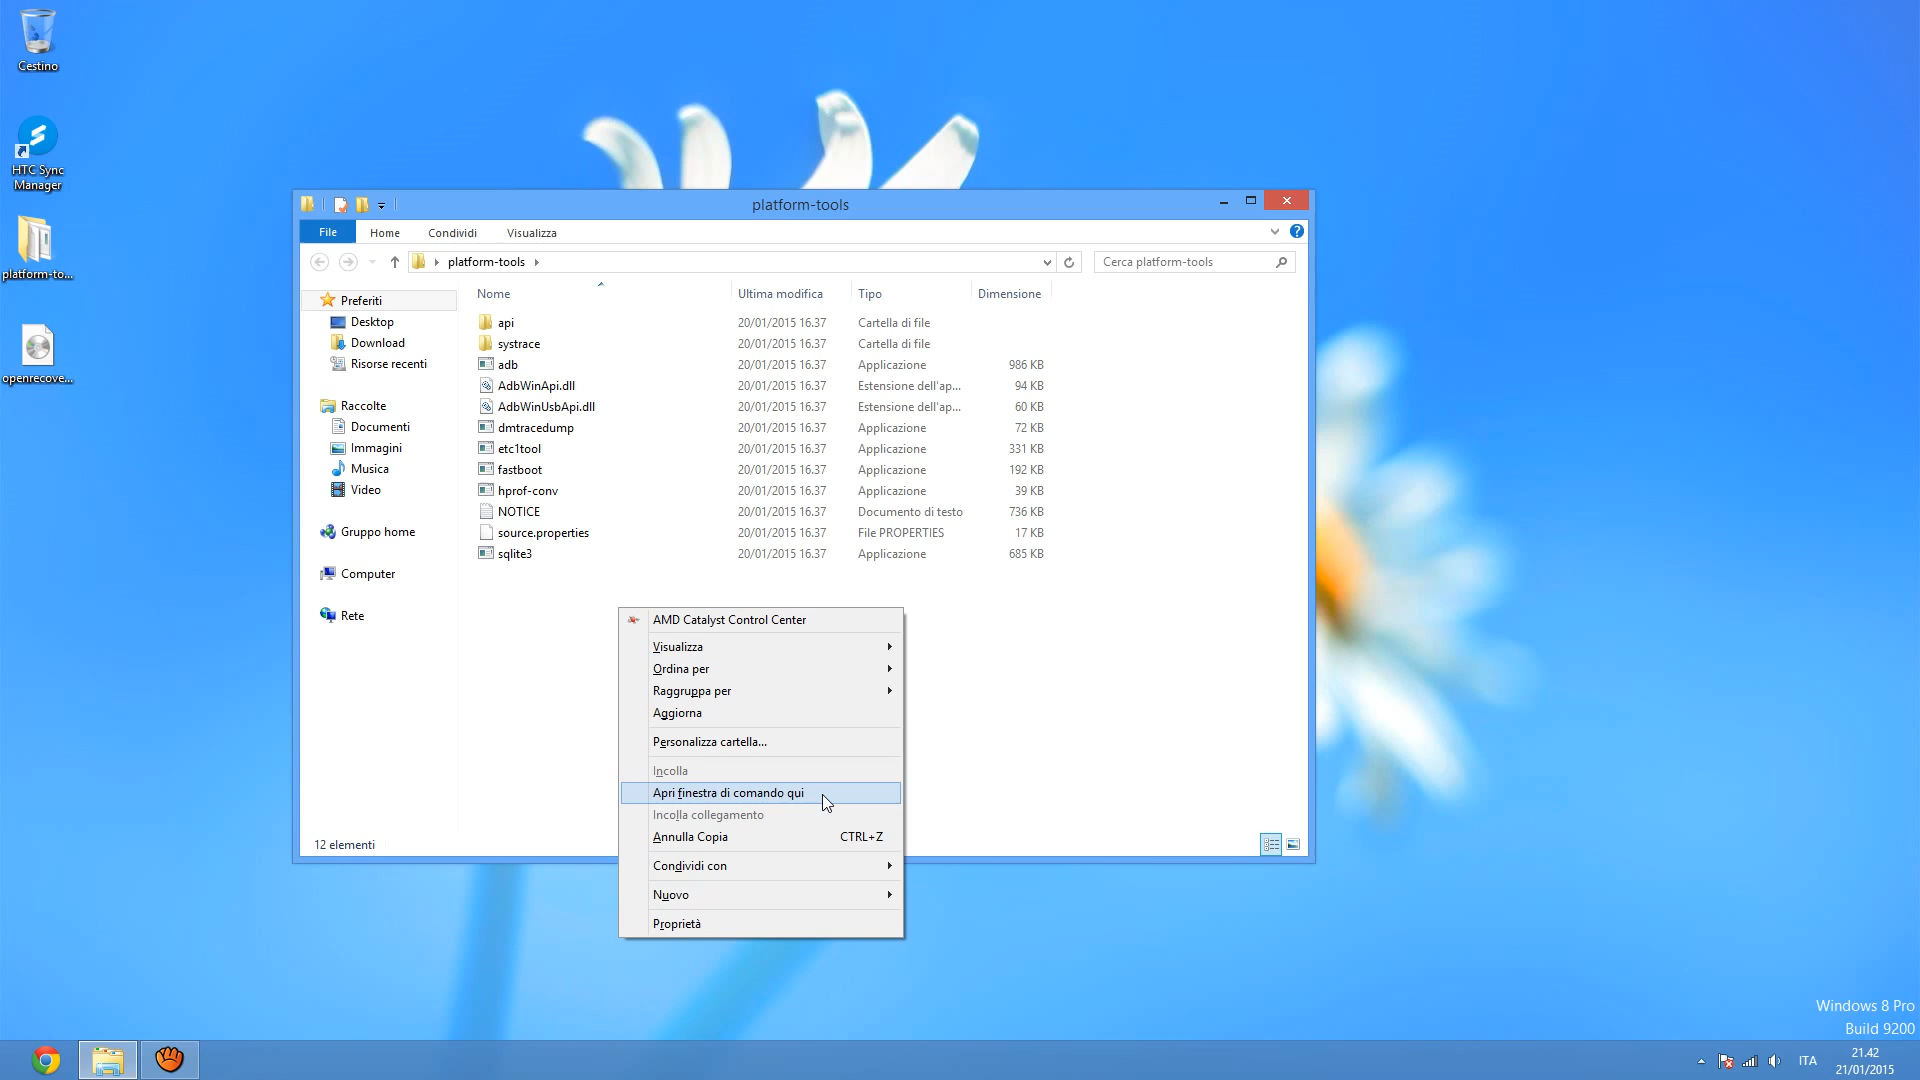 Cestino
HTC Sync
Manager
platform-to...
openrecove...
platform-tools
File Home Condividi Visualizza
platform-tools
Cerca platform-tools
Preferiti
Desktop
Download
Risorse recenti
Raccolte
Documenti
Immagini
Musica
Video
Gruppo home
Computer
Rete
Nome Ultima modifica Tipo Dimensione
api 20/01/2015 16.37 Cartella di file
systrace 20/01/2015 16.37 Cartella di file
adb 20/01/2015 16.37 Applicazione 986 KB
AdbWinApi.dll 20/01/2015 16.37 Estensione dell'ap... 94 KB
AdbWinUsbApi.dll 20/01/2015 16.37 Estensione dell'ap... 60 KB
dmtracedump 20/01/2015 16.37 Applicazione 72 KB
etc1tool 20/01/2015 16.37 Applicazione 331 KB
fastboot 20/01/2015 16.37 Applicazione 192 KB
hprof-conv 20/01/2015 16.37 Applicazione 39 KB
NOTICE 20/01/2015 16.37 Documento di testo 736 KB
source.properties 20/01/2015 16.37 File PROPERTIES 17 KB
sqlite3 20/01/2015 16.37 Applicazione 685 KB
AMD Catalyst Control Center
Visualizza
Ordina per
Raggruppa per
Aggiorna
Personalizza cartella...
Incolla
Apri finestra di comando qui
Incolla collegamento
Annulla Copia CTRL+Z
Condividi con
Nuovo
Proprietà
12 elementi
Windows 8 Pro
Build 9200
ITA
21.42
21/01/2015